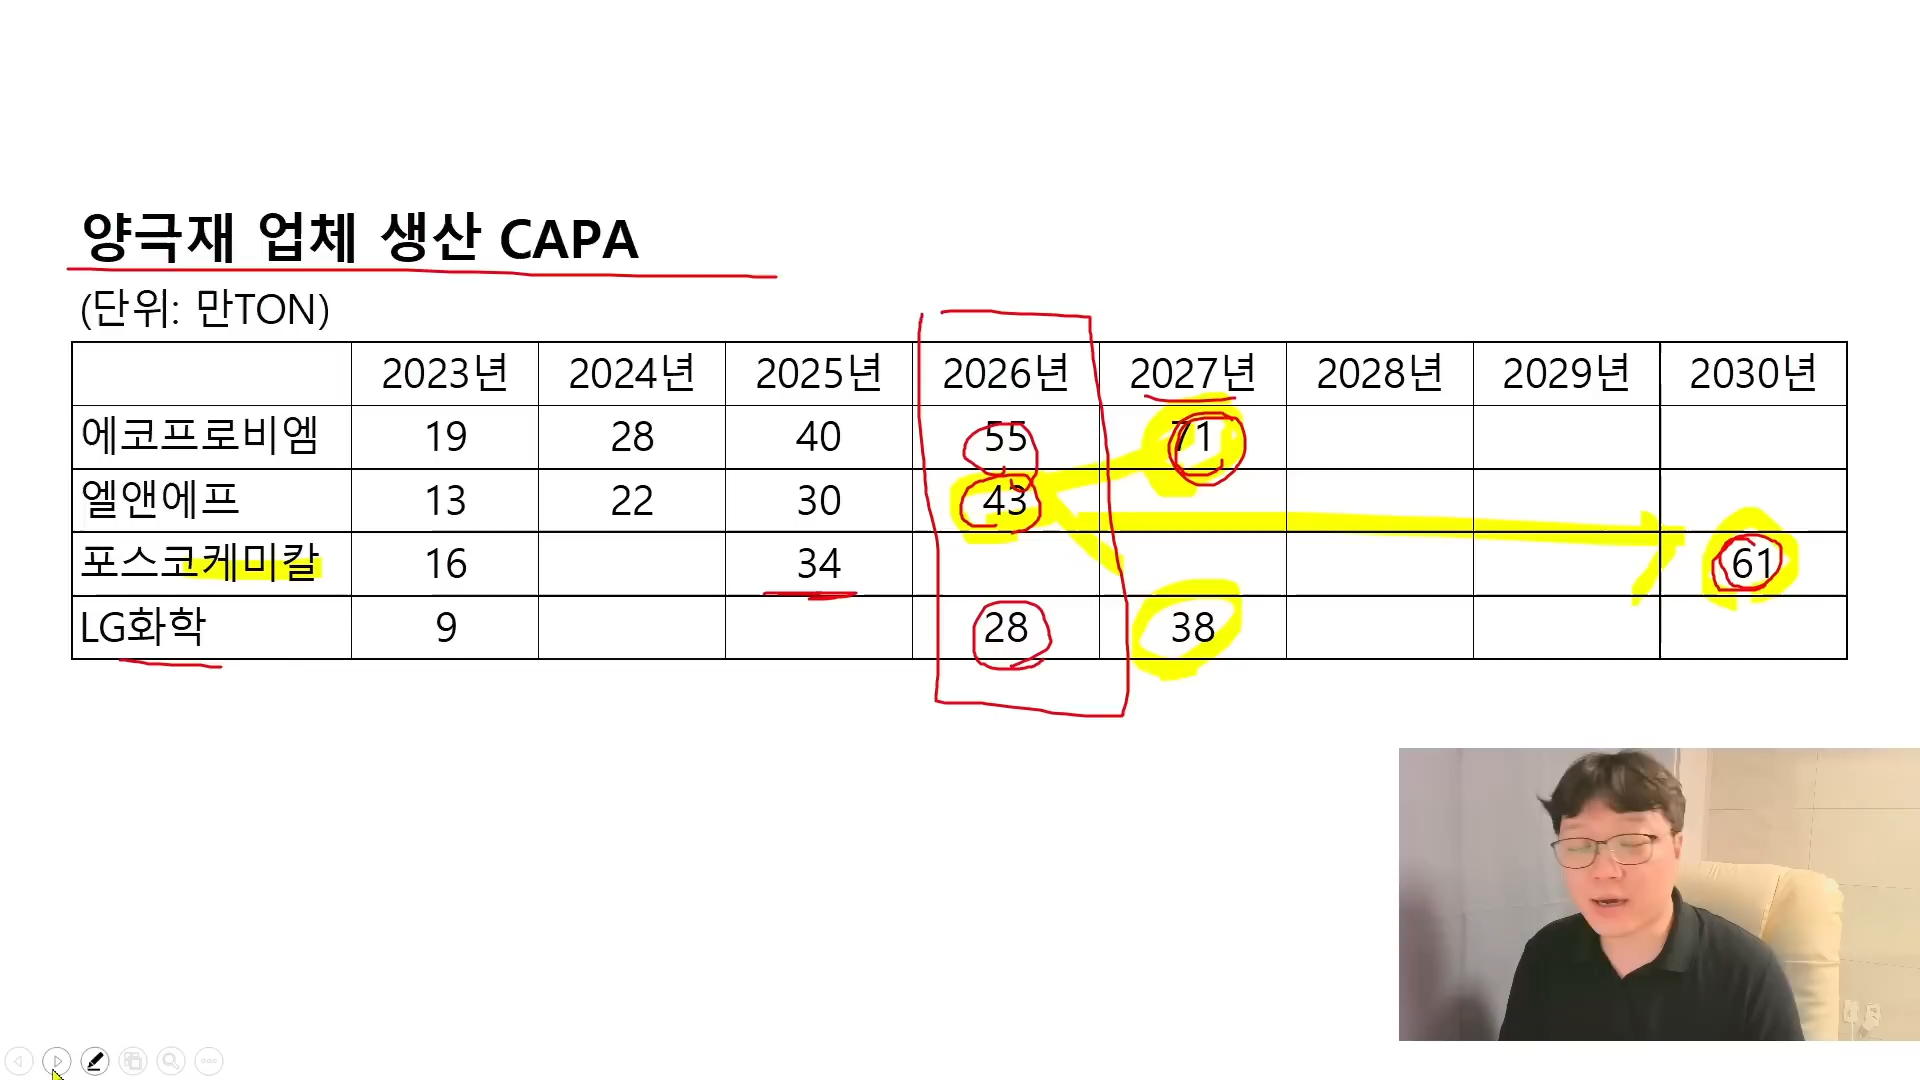 양극재 업체 생산 CAPA
(단위: 만TON)
2023년 2024년 2025년 2026년 2027년 2028년 2029년 2030년
에코프로비엠 19 28 40 55 71
엘앤에프 13 22 30 43
포스코케미칼 16 34 61
LG화학 9 28 38